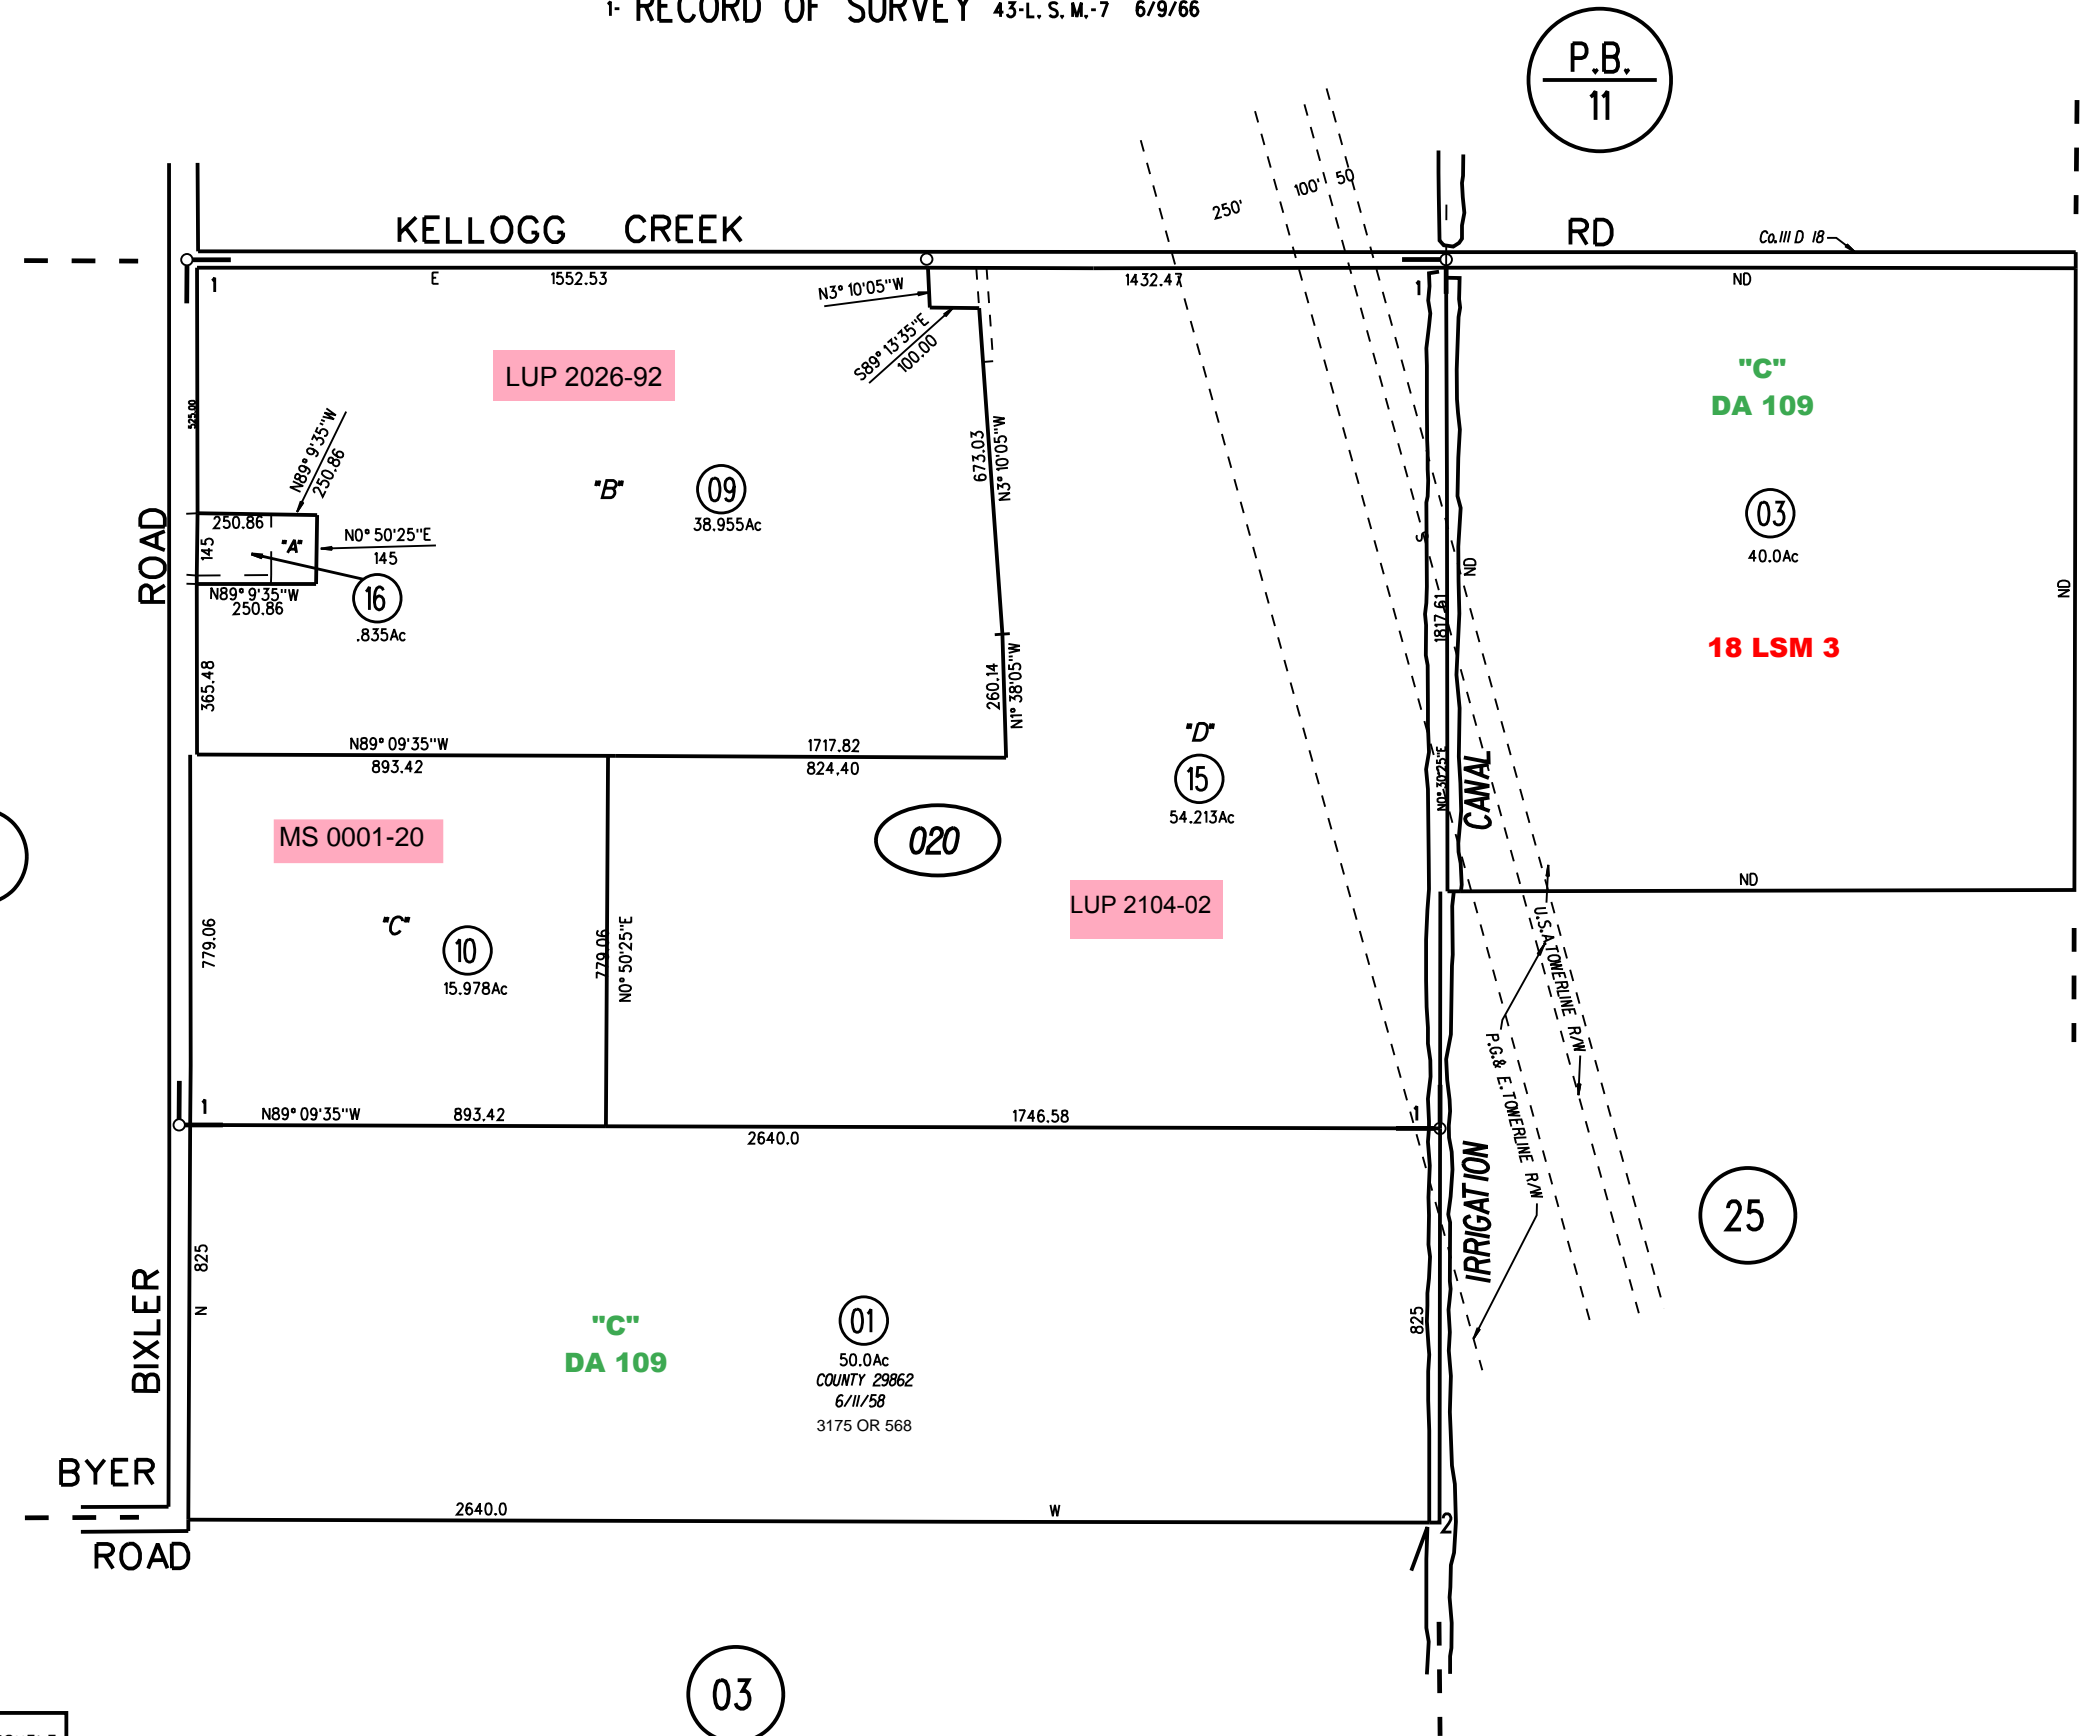 1- RECORD OF SURVEY 43-L.S.M.-7 6/9/66
P.B.
11
250' 100' 50
KELLOGG CREEK RD
Co.III D 18
1 E 1552.53 N3° 10'05"W 1432.47 1 ND
S89° 13'35"E
100.00
LUP 2026-92
"C"
DA 109
525.00
N89° 9'35"W
250.86
673.03
N3° 10'05"W
"B" 09
38.955Ac
03
40.0Ac
ROAD
250.86
"A"
145
N0° 50'25"E
145
N89° 9'35"W
250.86
16
.835Ac
S
ND
ND
1817.61
18 LSM 3
365.48
260.14
N1° 38'05"W
"D"
15
54.213Ac
N0° 30'25"E
CANAL
N89° 09'35"W 1717.82
893.42 824.40
MS 0001-20
020
LUP 2104-02
ND
U.S.A. TOWERLINE R/W
P.G.& E. TOWERLINE R/W
779.06
"C"
10
15.978Ac
779.06
N0° 50'25"E
1 N89° 09'35"W 893.42 1746.58 1
2640.0
IRRIGATION
25
BIXLER
825
N
"C"
DA 109
01
50.0Ac
COUNTY 29862
6/11/58
3175 OR 568
825
BYER
ROAD
2640.0 W
2
03